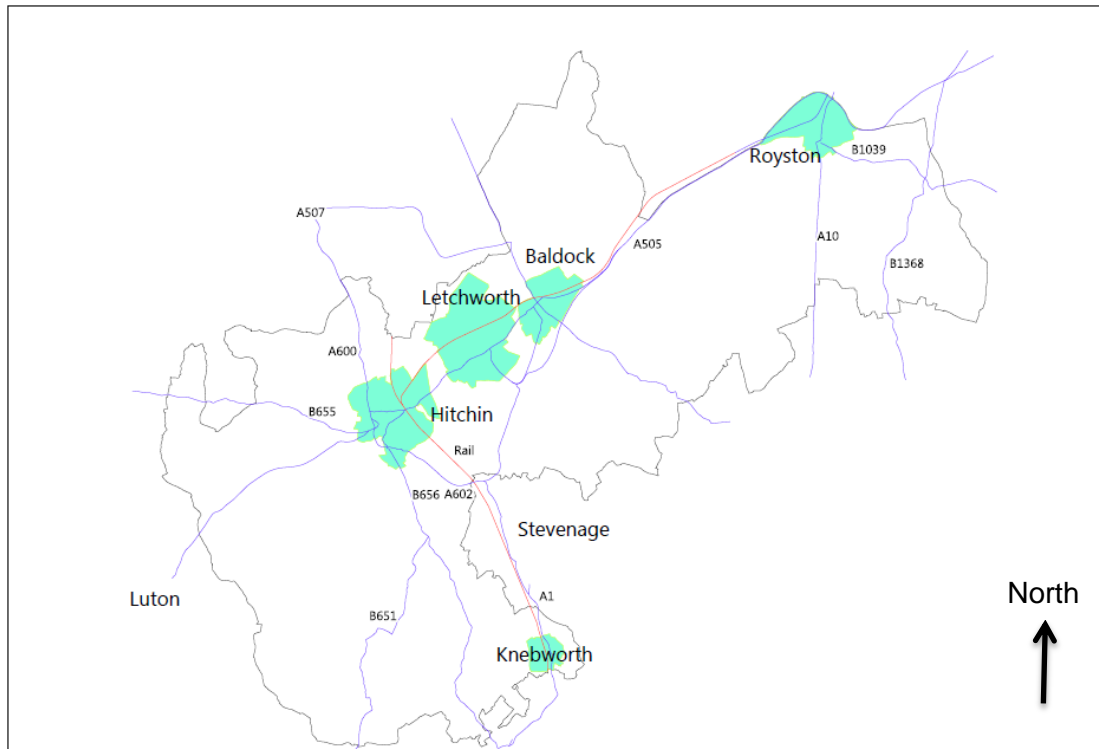 Royston
B1039
A507
A10
A505
Baldock
B1368
Letchworth
A600
B655
Hitchin
Rail
B656
A602
Stevenage
Luton
A1
North
B651
Knebworth